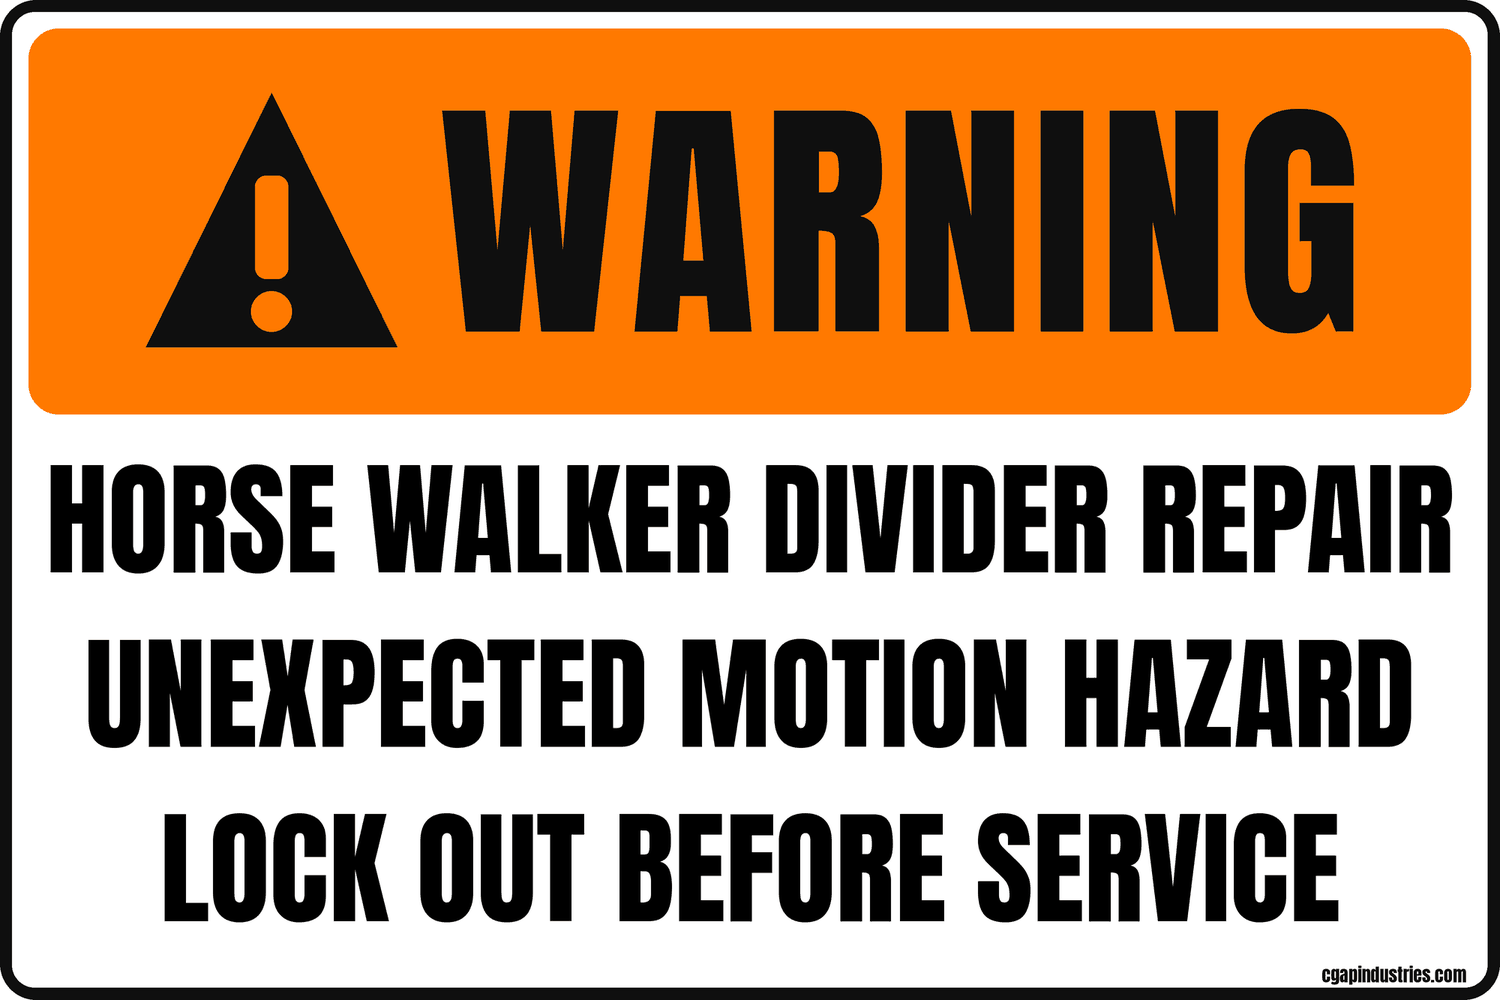 WARNING
HORSE WALKER DIVIDER REPAIR
UNEXPECTED MOTION HAZARD
LOCK OUT BEFORE SERVICE
cgapindustries.com